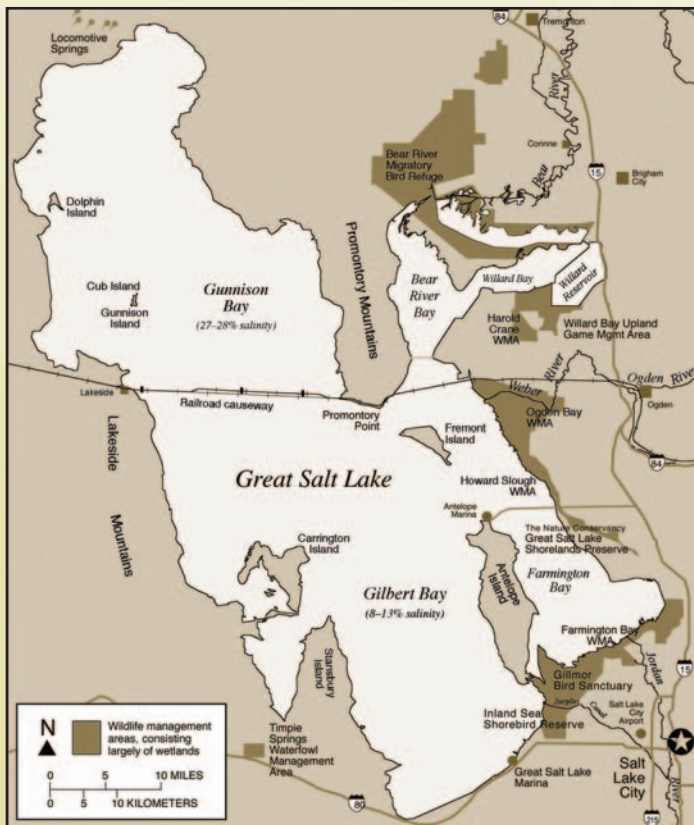 84
Tremonton
Locomotive
Springs
River
Corinne
Bear River
Migratory
Bird Refuge
Bear
15
Brigham
City
Dolphin
Island
Promontory Mountains
Cub Island
Gunnison
Island
Gunnison
Bay
(27–28% salinity)
Bear
River
Bay
Willard Bay
Willard
Reservoir
Harold
Crane
WMA
Willard Bay Upland
Game Mgmt Area
Ogden River
Weber River
Lakeside
Railroad causeway
Promontory
Point
Ogden Bay
WMA
Ogden
Fremont
Island
84
Lakeside
Mountains
Great Salt Lake
Howard Slough
WMA
Antelope
Marina
The Nature Conservancy
Great Salt Lake
Shorelands Preserve
Carrington
Island
Antelope
Island
Farmington
Bay
Gilbert Bay
(8–13% salinity)
Farmington Bay
WMA
Jordan
15
Stansbury
Island
Gillmor
Bird Sanctuary
Surplus Canal
Salt Lake
City
Airport
Inland Sea
Shorebird Reserve
N
Wildlife management
areas, consisting
largely of wetlands
Timpie
Springs
Waterfowl
Management
Area
0 5 10 MILES
0 5 10 KILOMETERS
80
Great Salt Lake
Marina
Salt
Lake
City
River
215